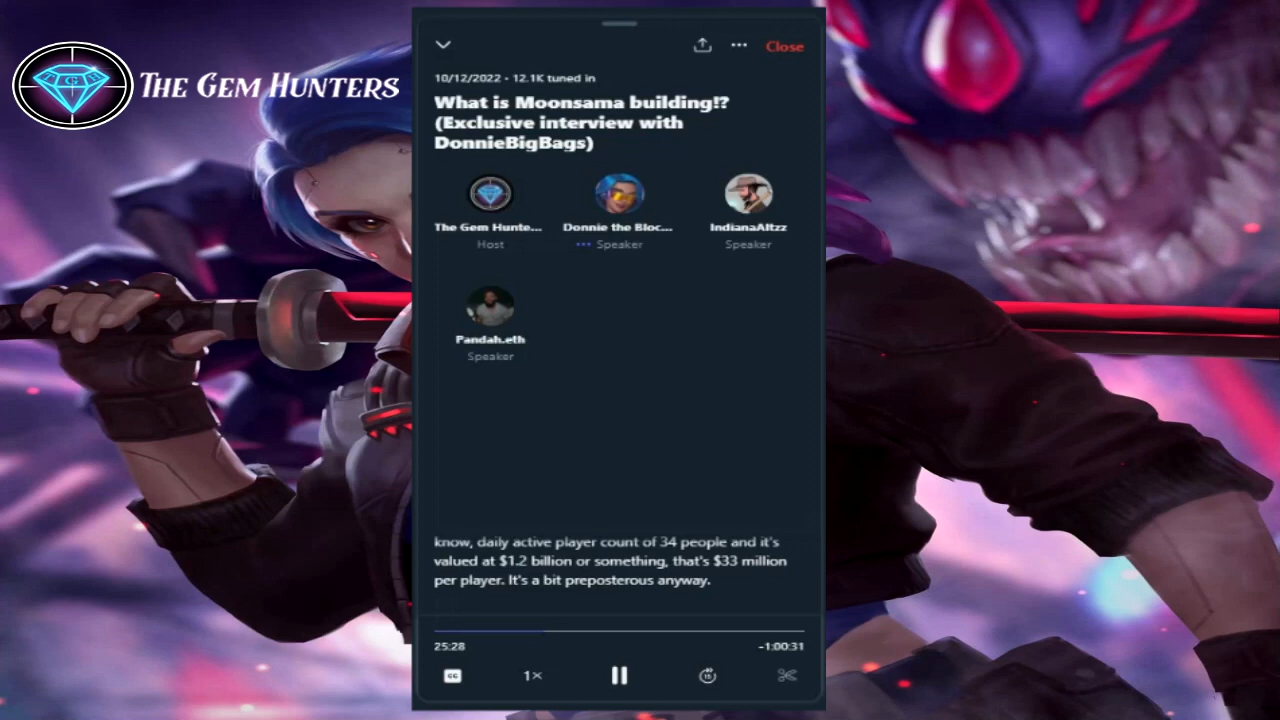 THE GEM HUNTERS
Close
10/12/2022 • 12.1K tuned in
What is Moonsama building!?
(Exclusive interview with
DonnieBigBags)
The Gem Hunte...
Donnie the Bloc...
IndianaAltzz
Host
Speaker
Speaker
Pandah.eth
Speaker
know, daily active player count of 34 people and it's
valued at $1.2 billion or something, that's $33 million
per player. It's a bit preposterous anyway.
25:28
-1:00:31
CC
1×
15